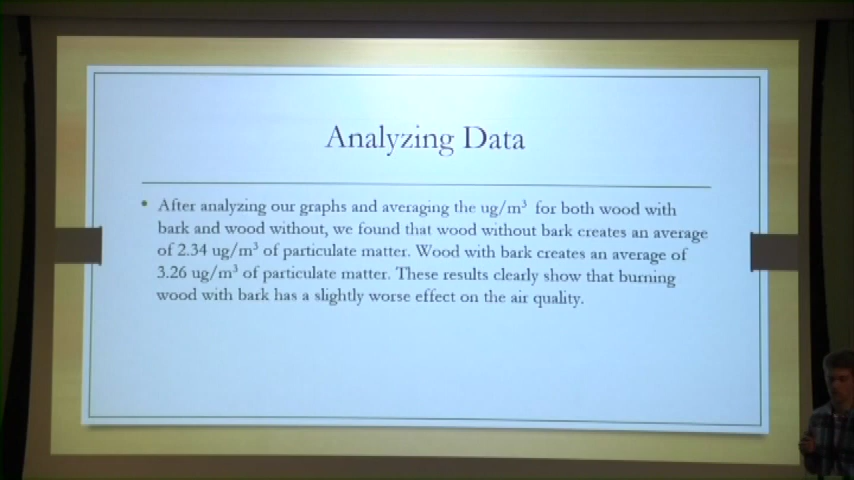 Analyzing Data
• After analyzing our graphs and averaging the ug/m³ for both wood with
bark and wood without, we found that wood without bark creates an average
of 2.34 ug/m³ of particulate matter. Wood with bark creates an average of
3.26 ug/m³ of particulate matter. These results clearly show that burning
wood with bark has a slightly worse effect on the air quality.